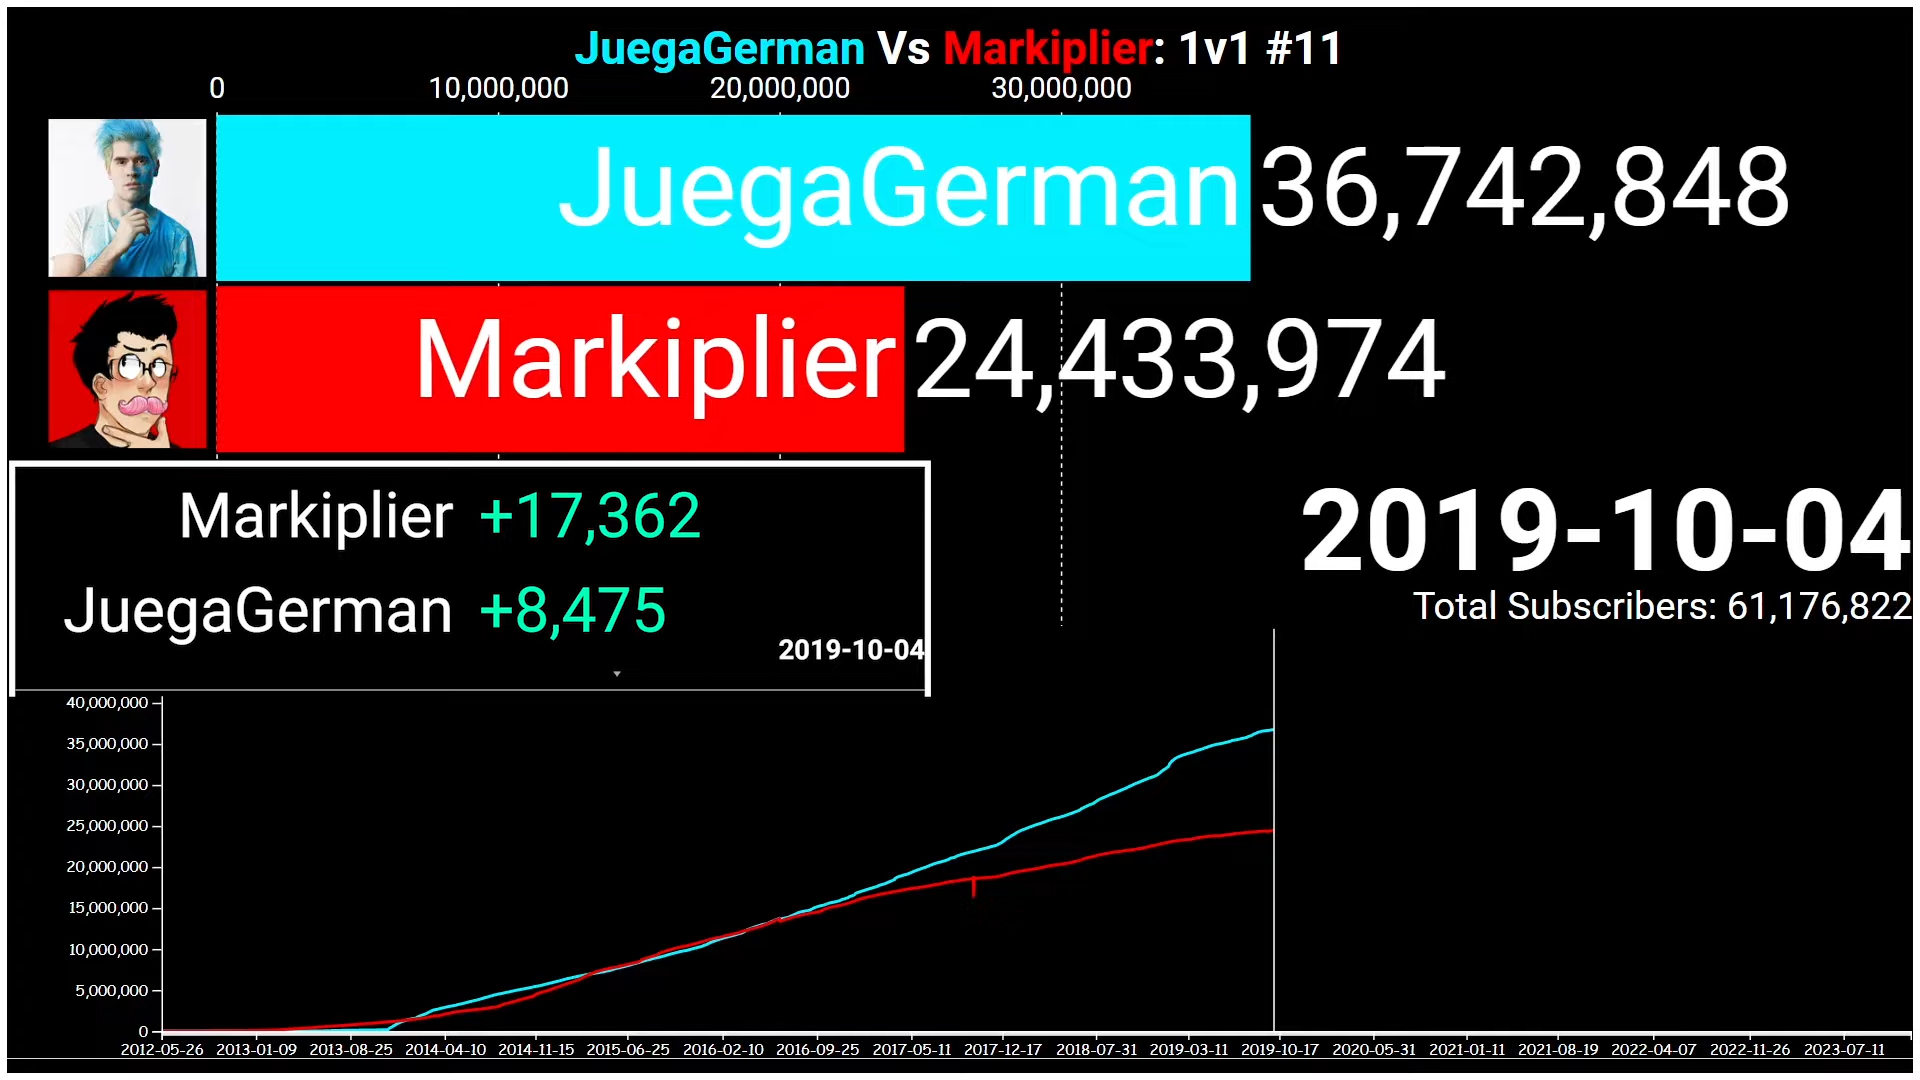 JuegaGerman Vs Markiplier: 1v1 #11
0 10,000,000 20,000,000 30,000,000
JuegaGerman 36,742,848
Markiplier 24,433,974
Markiplier +17,362
JuegaGerman +8,475
2019-10-04
2019-10-04
Total Subscribers: 61,176,822
40,000,000
35,000,000
30,000,000
25,000,000
20,000,000
15,000,000
10,000,000
5,000,000
0
2012-05-26 2013-01-09 2013-08-25 2014-04-10 2014-11-15 2015-06-25 2016-02-10 2016-09-25 2017-05-11 2017-12-17 2018-07-31 2019-03-11 2019-10-17 2020-05-31 2021-01-11 2021-08-19 2022-04-07 2022-11-26 2023-07-11